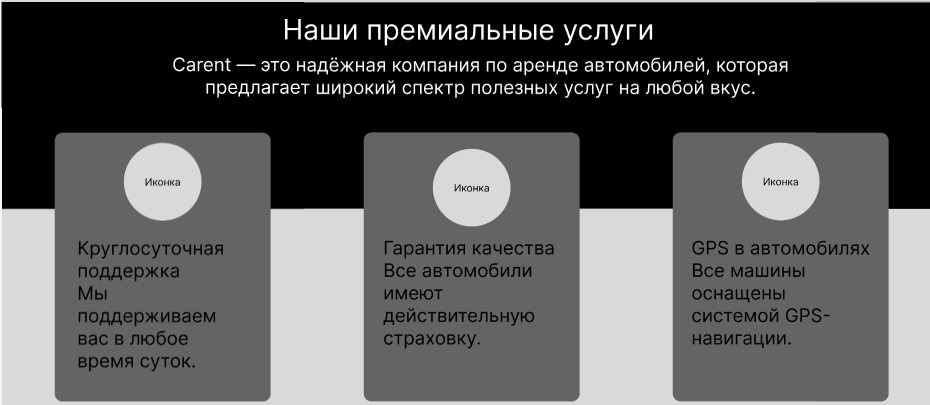 Наши премиальные услуги
Carent — это надёжная компания по аренде автомобилей, которая
предлагает широкий спектр полезных услуг на любой вкус.
Иконка
Круглосуточная
поддержка
Мы
поддерживаем
вас в любое
время суток.
Иконка
Гарантия качества
Все автомобили
имеют
действительную
страховку.
Иконка
GPS в автомобилях
Все машины
оснащены
системой GPS-
навигации.